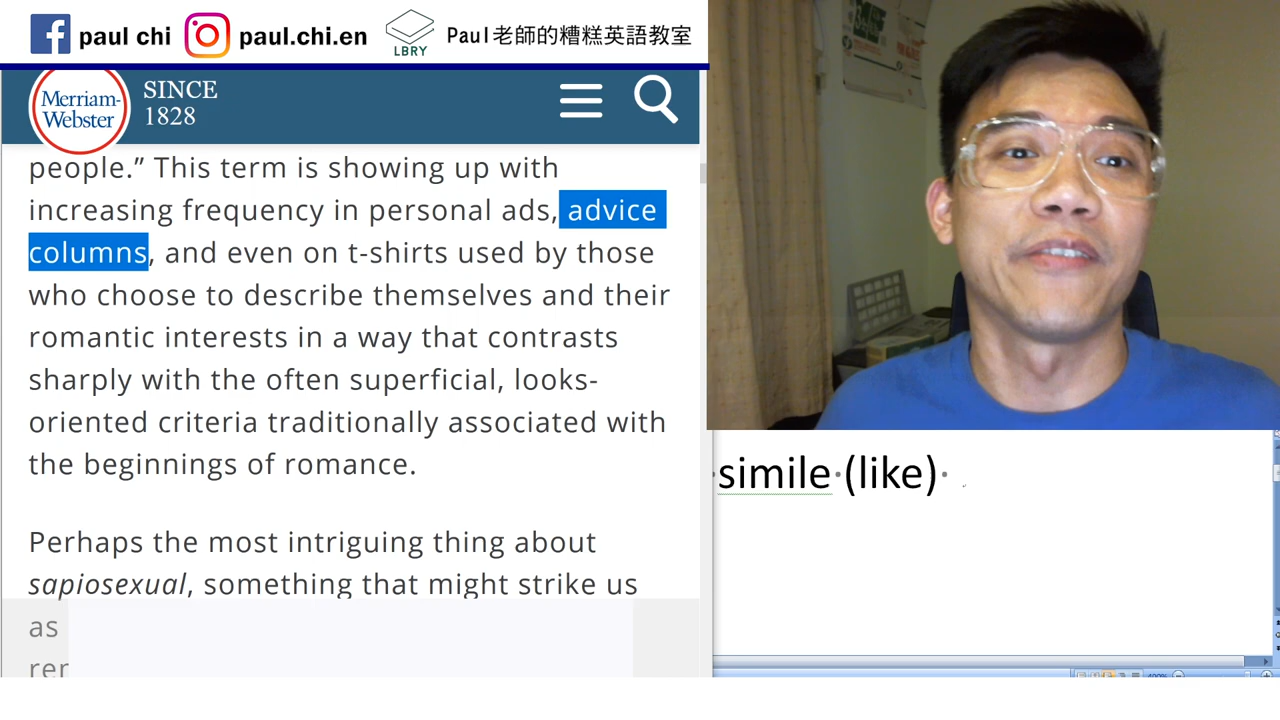 paul chi
paul.chi.en
LBRY
Paul老師的糟糕英語教室
Merriam-
Webster
SINCE
1828
people.” This term is showing up with
increasing frequency in personal ads, advice
columns, and even on t-shirts used by those
who choose to describe themselves and their
romantic interests in a way that contrasts
sharply with the often superficial, looks-
oriented criteria traditionally associated with
the beginnings of romance.
Perhaps the most intriguing thing about
sapiosexual, something that might strike us
as
rer
simile (like)
400%